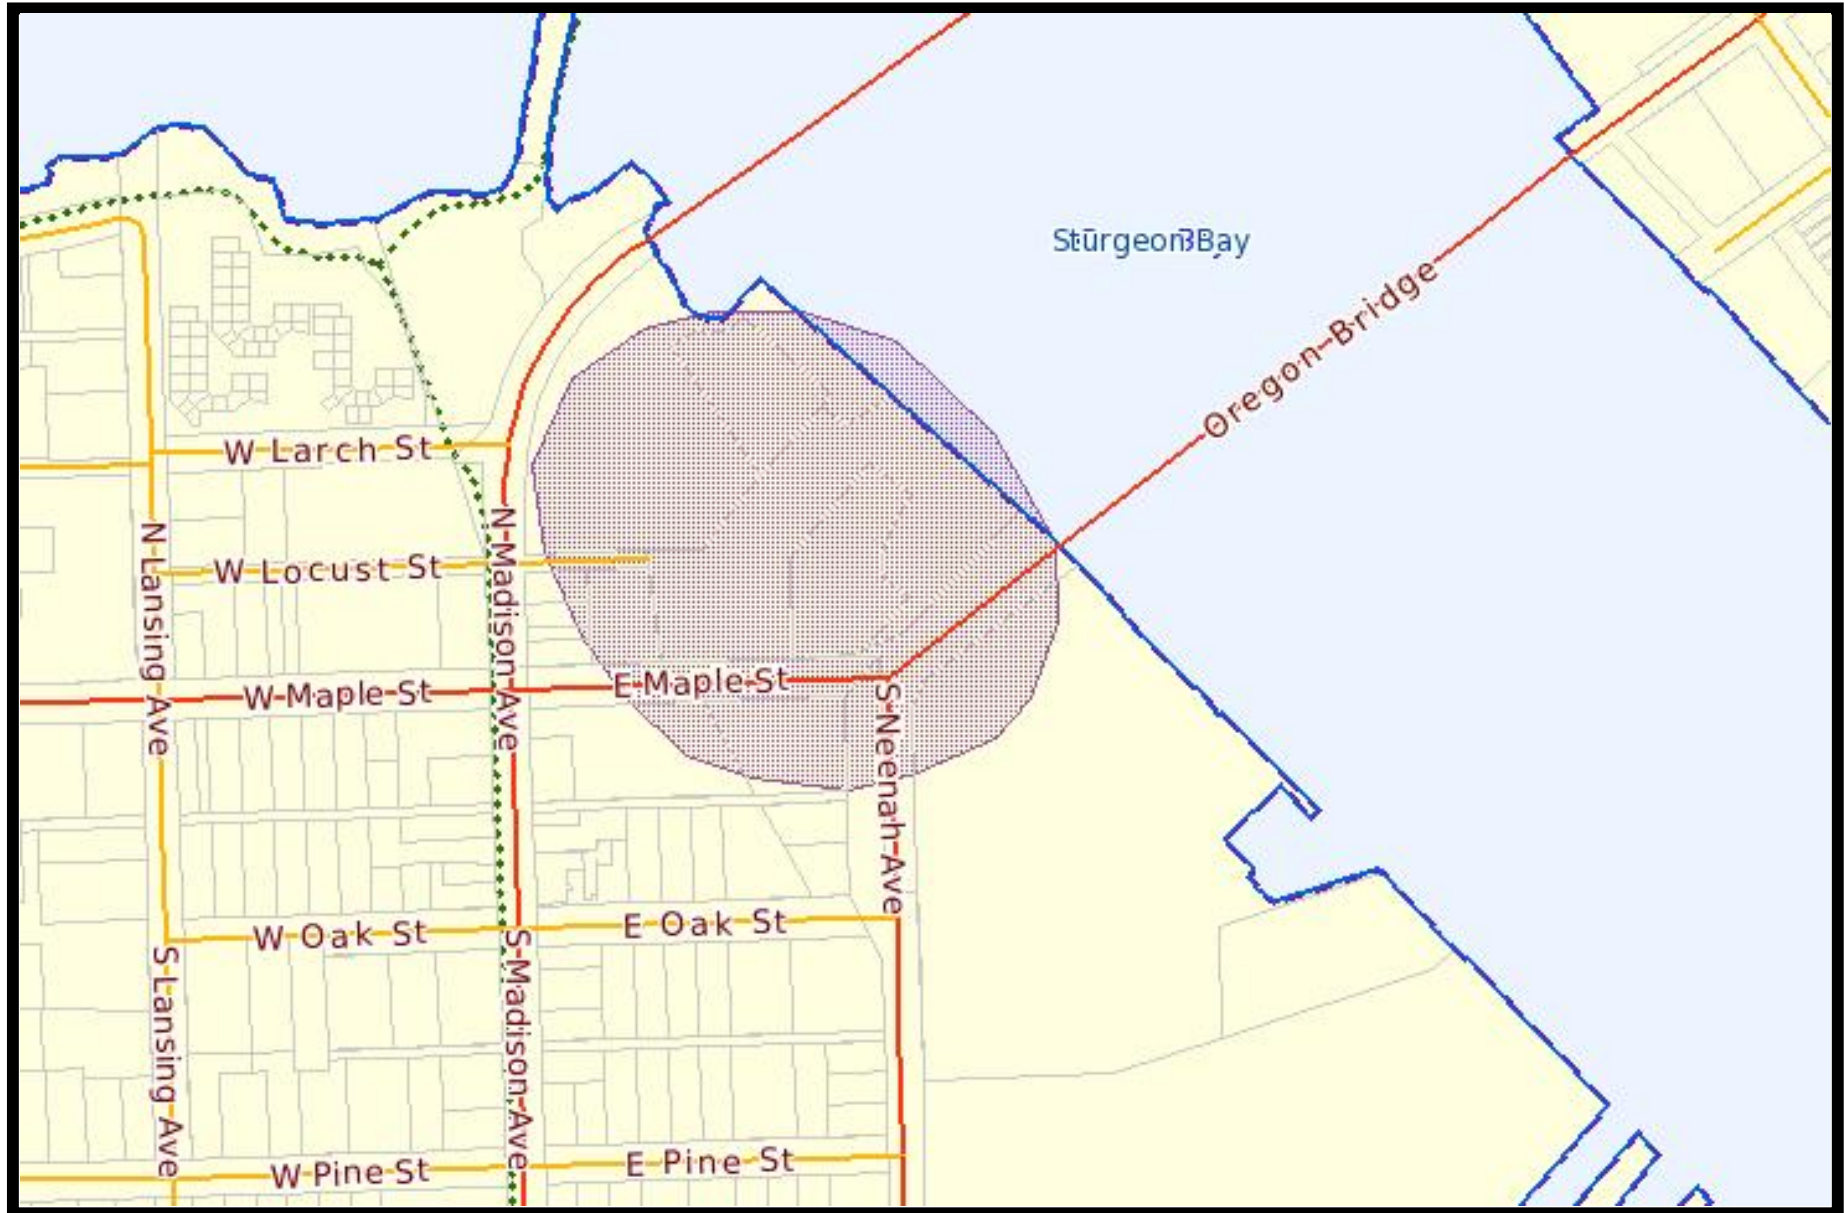 Sturgeon Bay
Oregon Bridge
W Larch St
W Locust St
N Lansing Ave
N Madison Ave
W Maple St
E Maple St
S Neenah Ave
W Oak St
E Oak St
S Lansing Ave
S Madison Ave
W Pine St
E Pine St